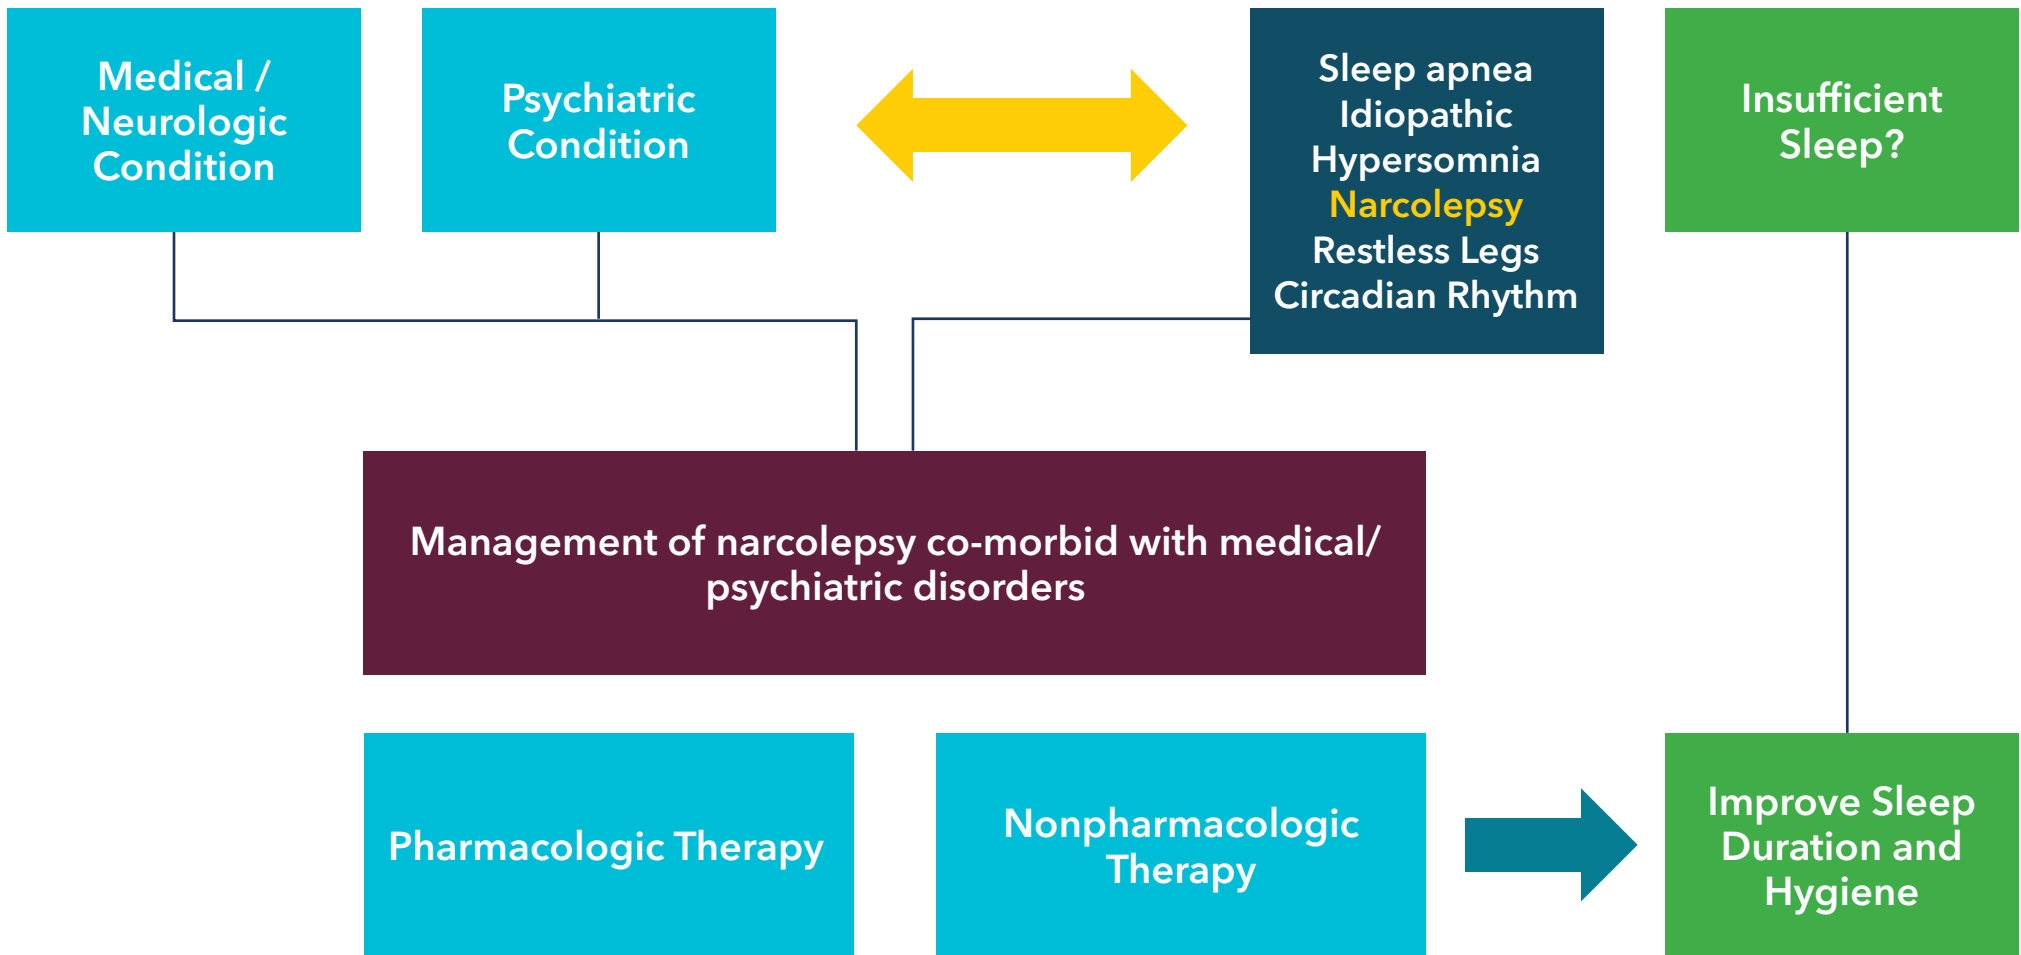 Medical /
Neurologic
Condition
Psychiatric
Condition
Sleep apnea
Idiopathic
Hypersomnia
Narcolepsy
Restless Legs
Circadian Rhythm
Insufficient
Sleep?
Management of narcolepsy co-morbid with medical/
psychiatric disorders
Pharmacologic Therapy
Nonpharmacologic
Therapy
Improve Sleep
Duration and
Hygiene